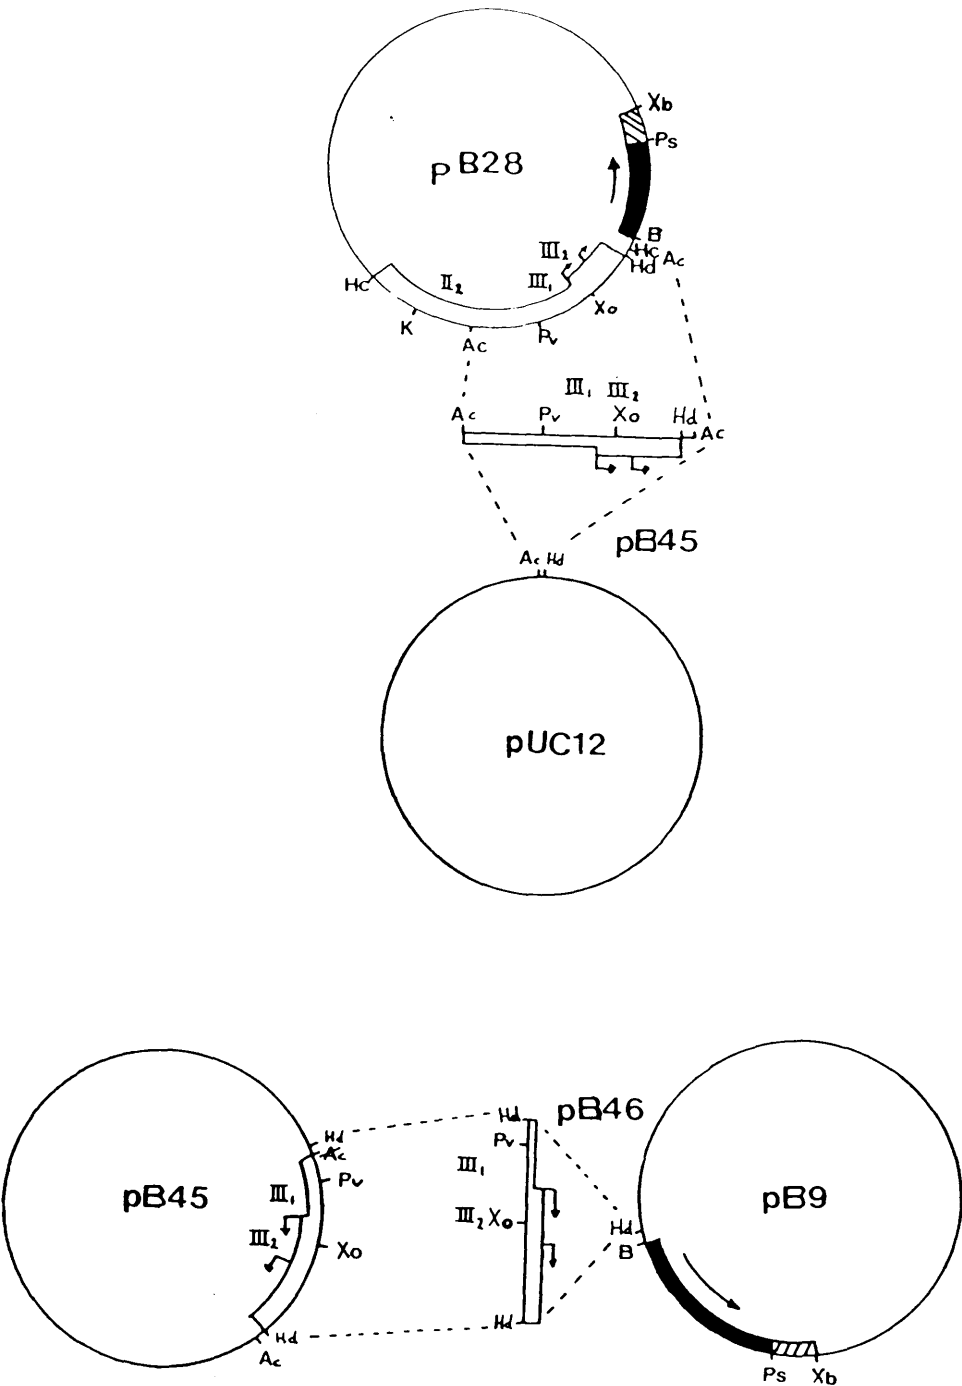 Xb
Ps
pB28
B
III₂
Hc
Hd
Ac
Hc
II₂
III₁
Xo
K
Pv
Ac
III₁ III₂
Ac
Pv
Xo
Hd
Ac
pB45
Ac Hd
pUC12
pB46
Hd
Hd
Ac
Pv
Pv
III₁
pB45
III₁
pB9
III₂
III₂ Xo
Hd
B
Xo
Hd
Hd
Ac
Ps
Xb